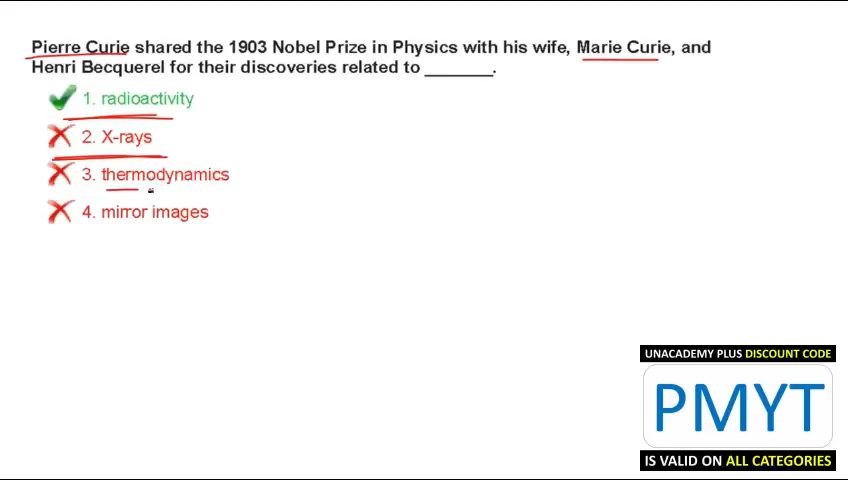 Pierre Curie shared the 1903 Nobel Prize in Physics with his wife, Marie Curie, and
Henri Becquerel for their discoveries related to ________.
1. radioactivity
2. X-rays
3. thermodynamics
4. mirror images
UNACADEMY PLUS DISCOUNT CODE
PMYT
IS VALID ON ALL CATEGORIES